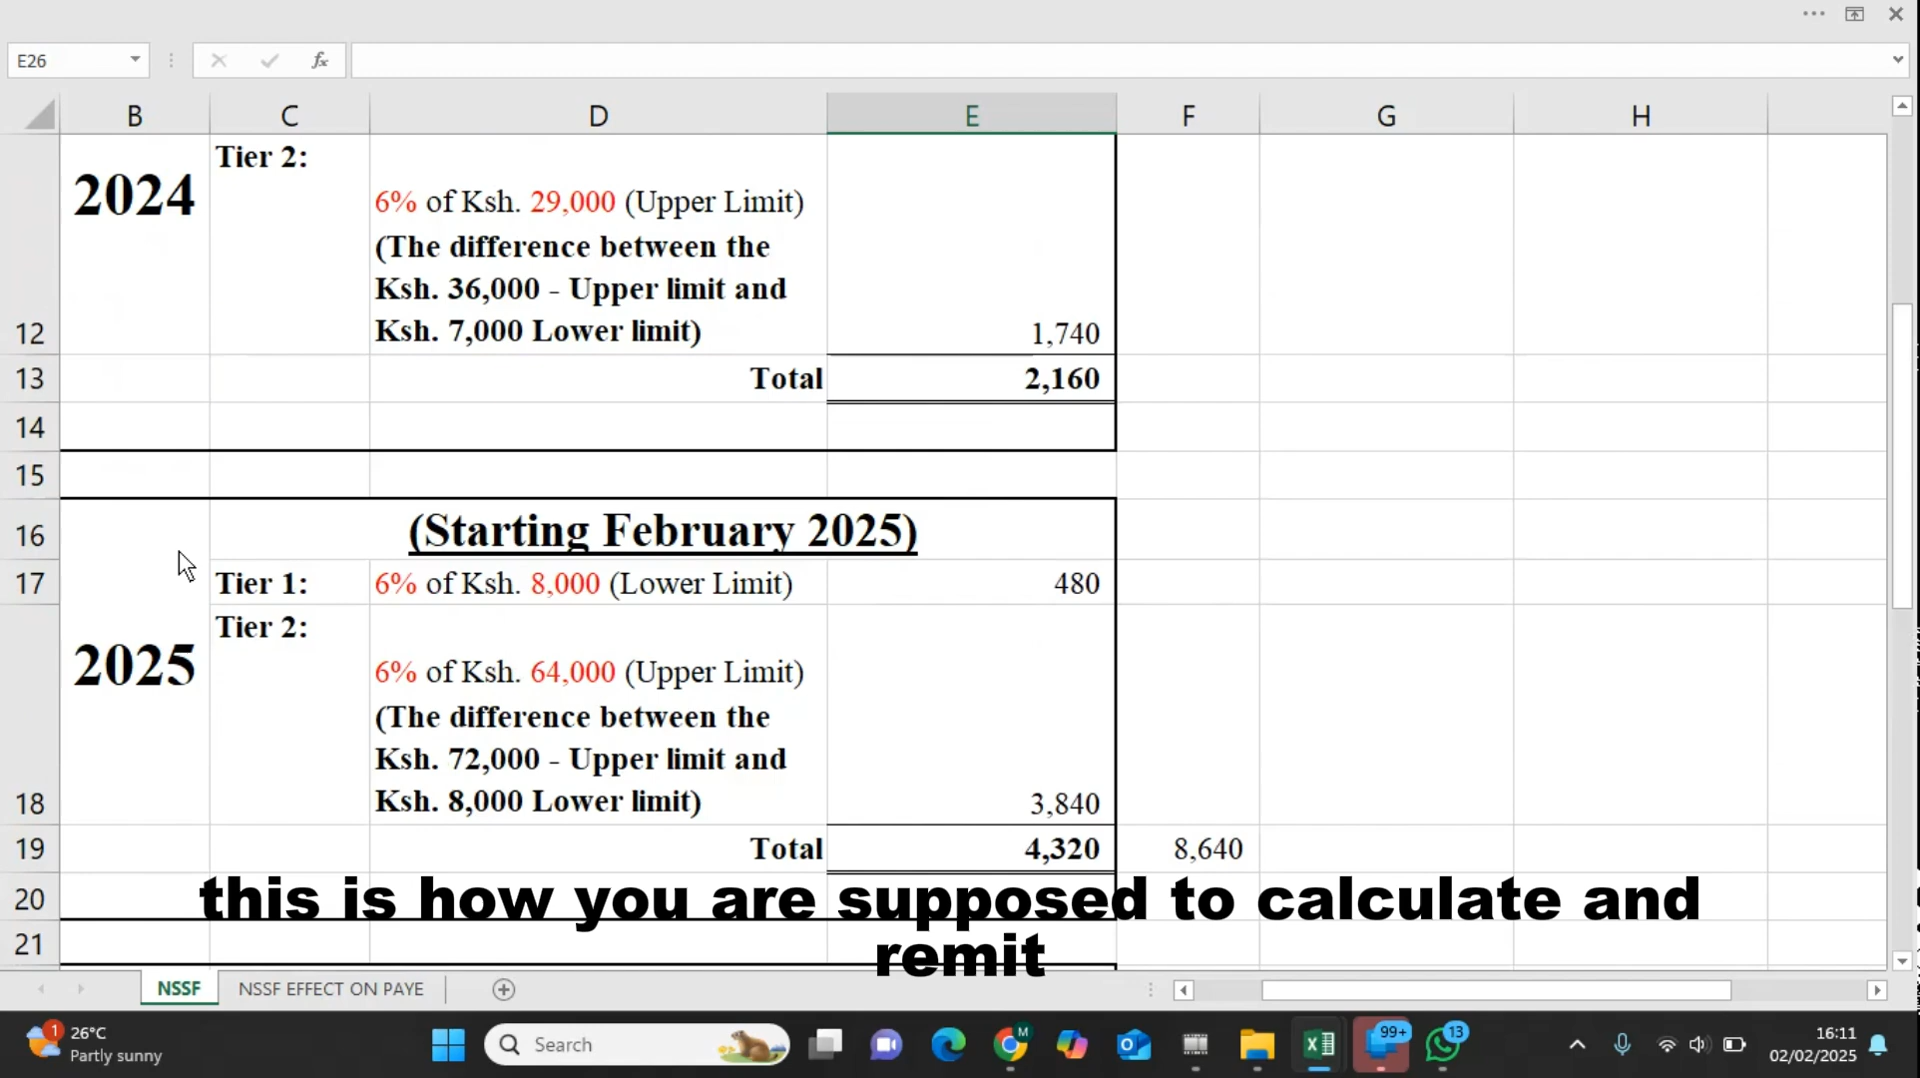 E26
fx
B C D E F G H
Tier 2:
2024
6% of Ksh. 29,000 (Upper Limit)
(The difference between the
Ksh. 36,000 - Upper limit and
Ksh. 7,000 Lower limit)
12 1,740
13 Total 2,160
14
15
16 (Starting February 2025)
17 Tier 1: 6% of Ksh. 8,000 (Lower Limit) 480
Tier 2:
2025
6% of Ksh. 64,000 (Upper Limit)
(The difference between the
Ksh. 72,000 - Upper limit and
Ksh. 8,000 Lower limit)
18 3,840
19 Total 4,320 8,640
20
21
this is how you are supposed to calculate and
remit
NSSF NSSF EFFECT ON PAYE
1 26°C
Partly sunny
Search
M
99+
13
16:11
02/02/2025